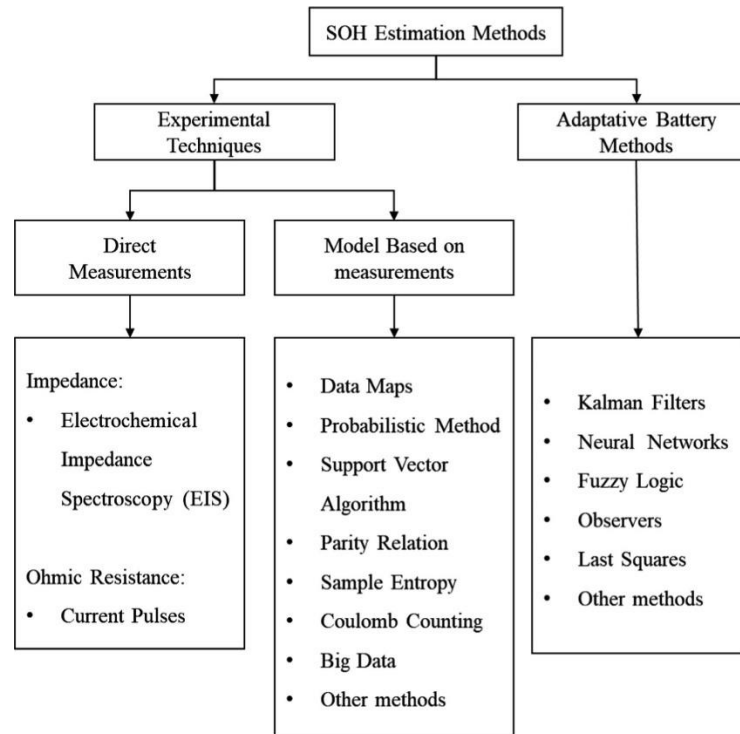 SOH Estimation Methods
Experimental
Techniques
Adaptative Battery
Methods
Direct
Measurements
Model Based on
measurements
Impedance:
• Electrochemical
Impedance
Spectroscopy (EIS)
Ohmic Resistance:
• Current Pulses
• Data Maps
• Probabilistic Method
• Support Vector
Algorithm
• Parity Relation
• Sample Entropy
• Coulomb Counting
• Big Data
• Other methods
• Kalman Filters
• Neural Networks
• Fuzzy Logic
• Observers
• Last Squares
• Other methods